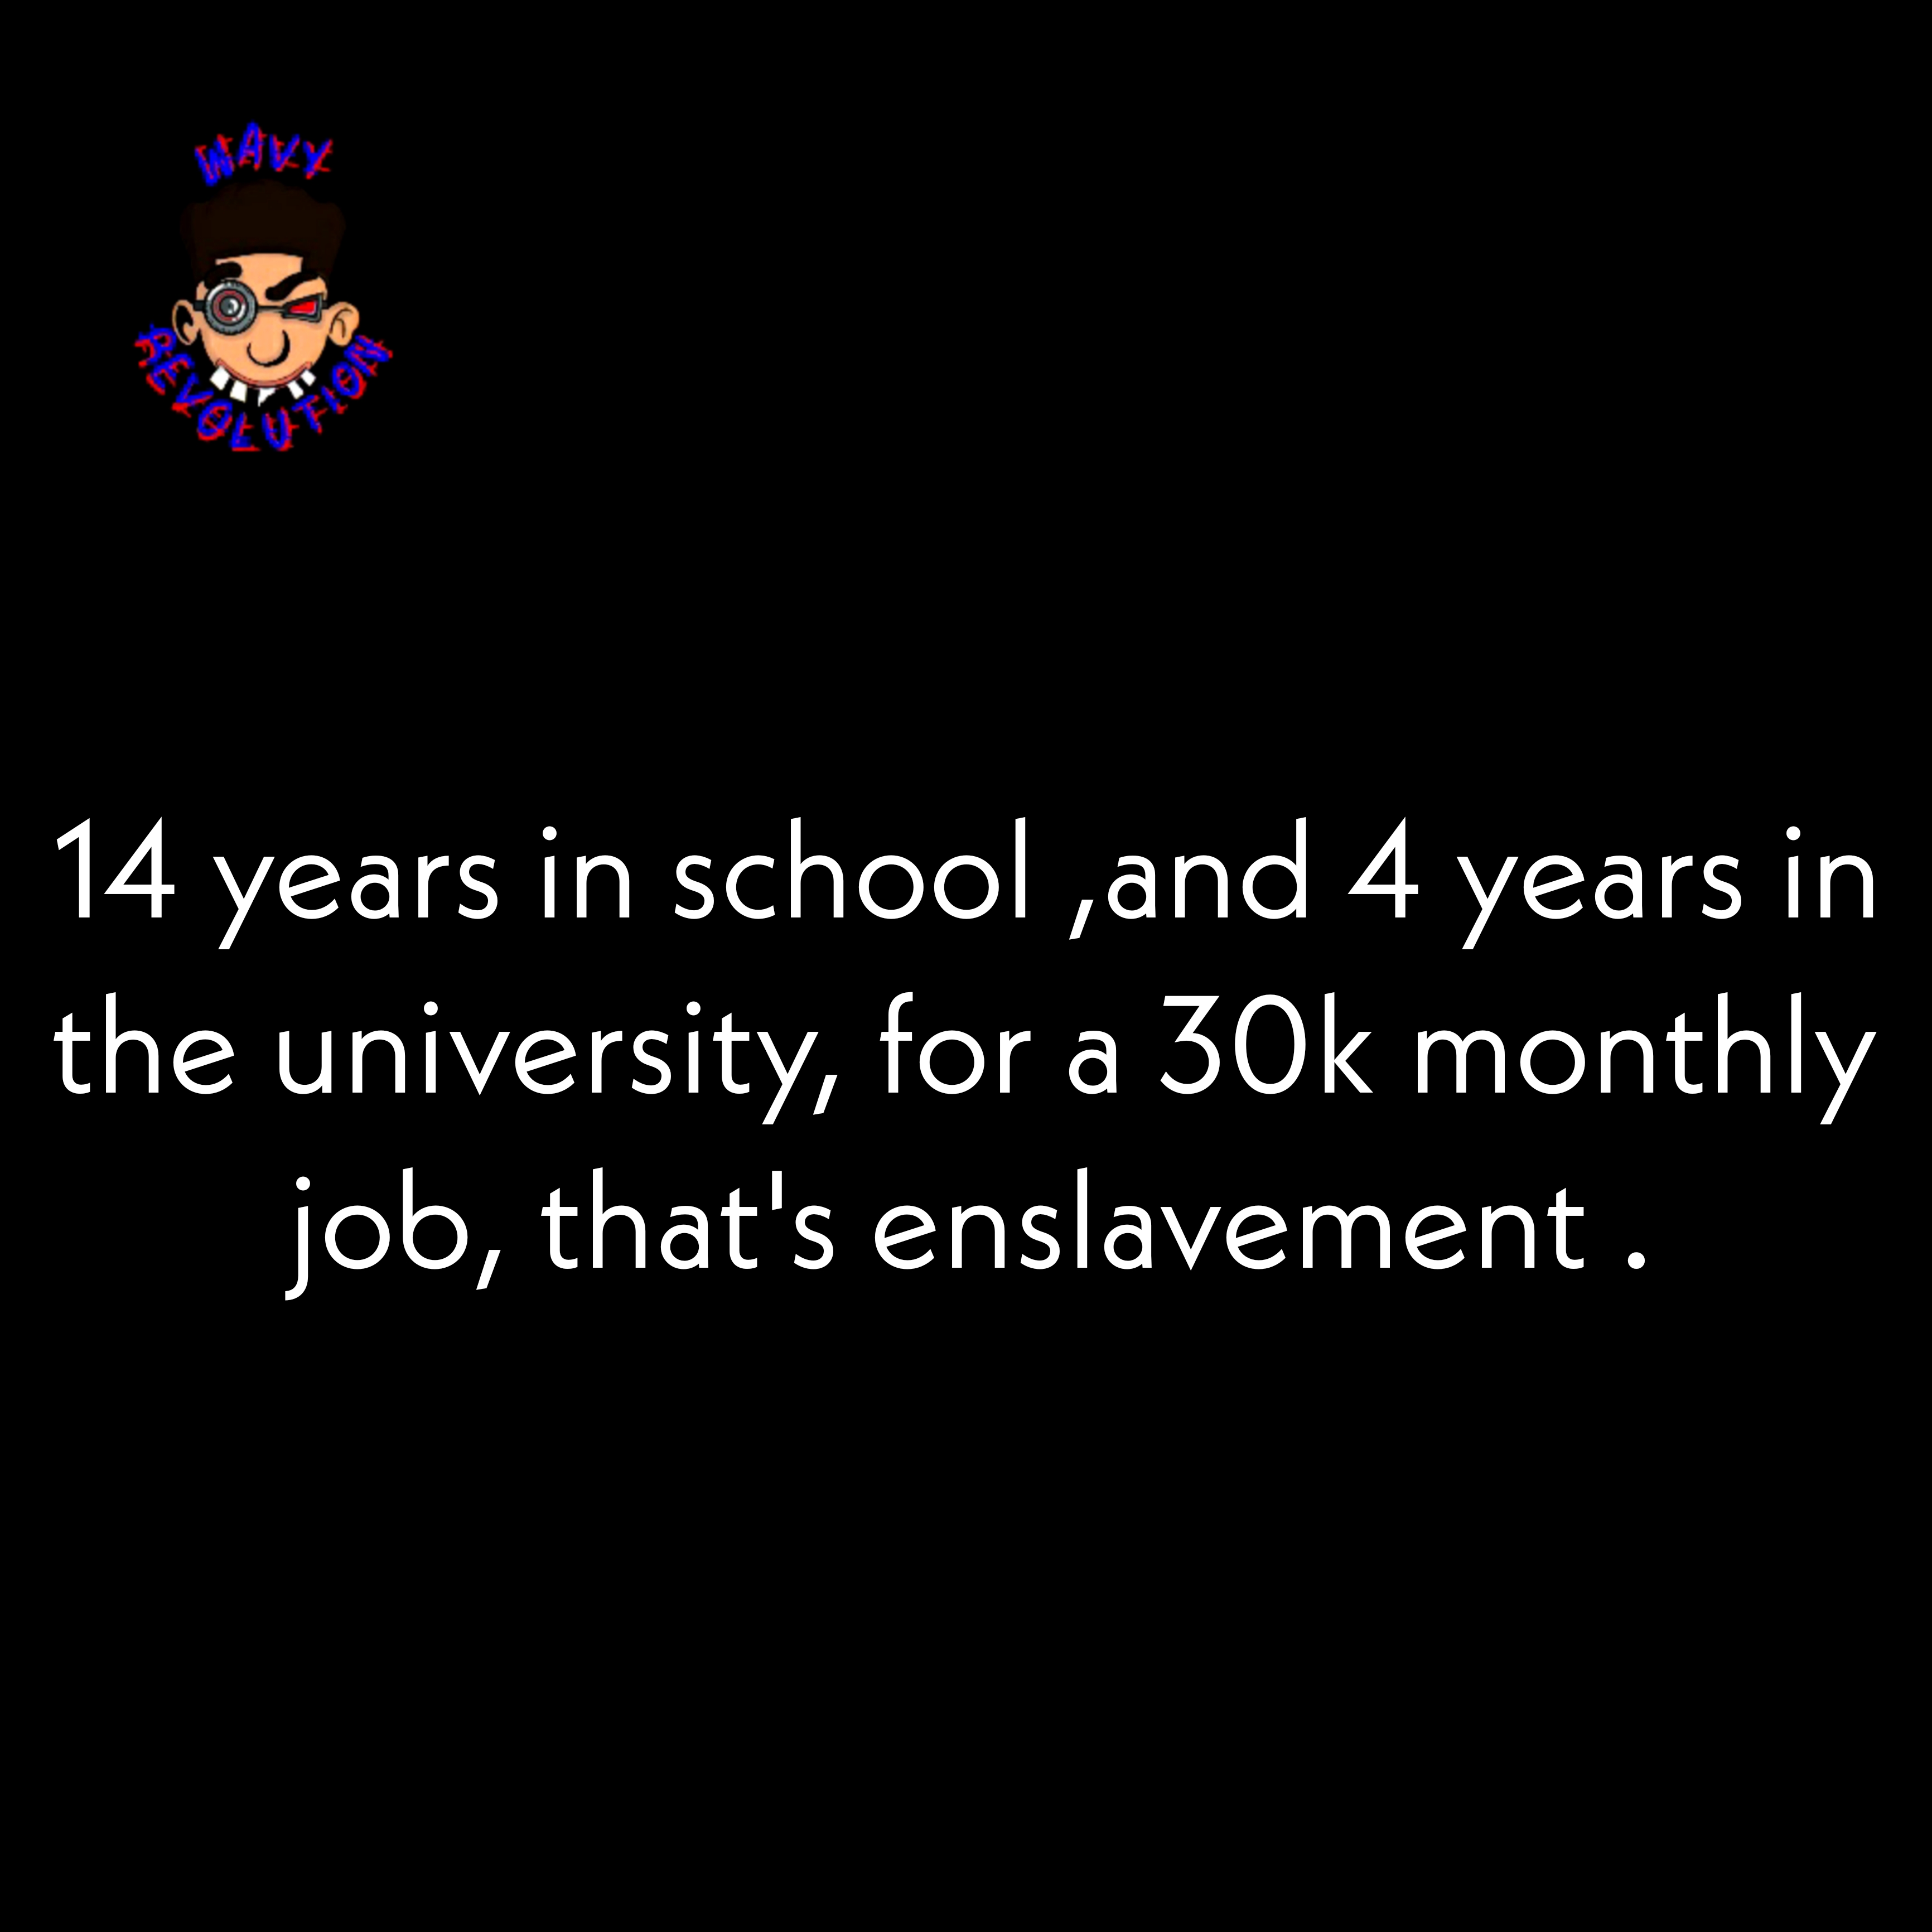 WAVY
REVOLUTION
14 years in school ,and 4 years in
the university, for a 30k monthly
job, that's enslavement .